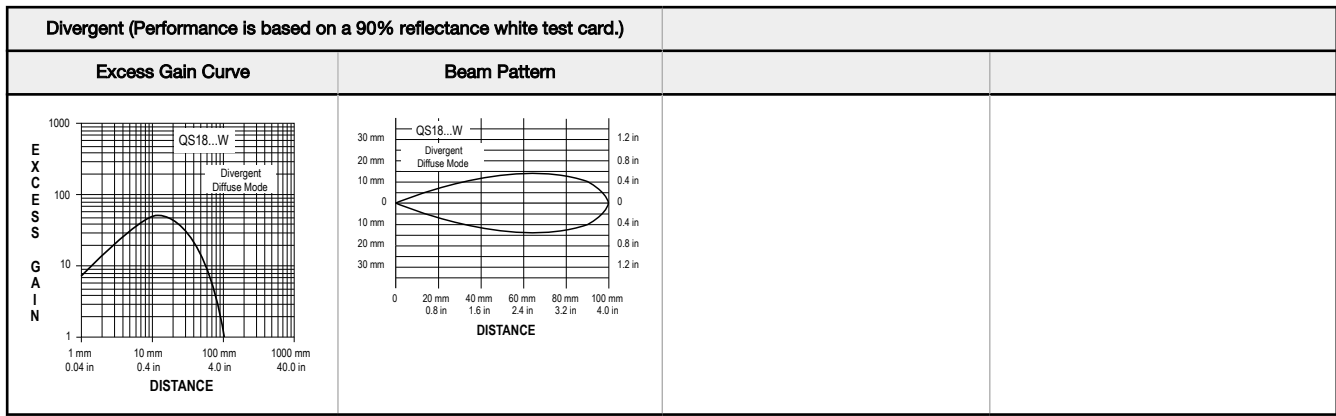 Divergent (Performance is based on a 90% reflectance white test card.)
Excess Gain Curve
Beam Pattern
EXCESS GAIN
1000
100
10
1
QS18...W
Divergent
Diffuse Mode
1 mm 10 mm 100 mm 1000 mm
0.04 in 0.4 in 4.0 in 40.0 in
DISTANCE
30 mm
20 mm
10 mm
0
10 mm
20 mm
30 mm
QS18...W
Divergent
Diffuse Mode
1.2 in
0.8 in
0.4 in
0
0.4 in
0.8 in
1.2 in
0 20 mm 40 mm 60 mm 80 mm 100 mm
0.8 in 1.6 in 2.4 in 3.2 in 4.0 in
DISTANCE